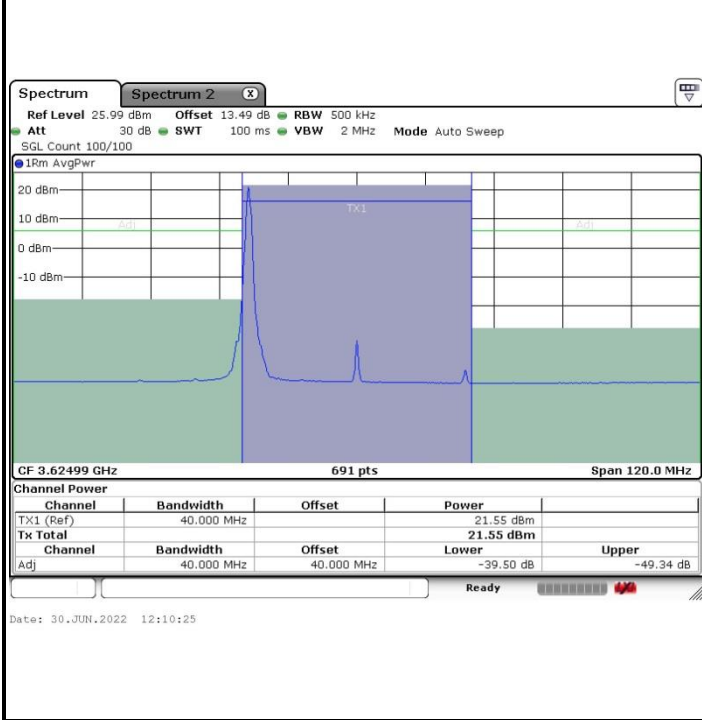 Spectrum Spectrum 2 X
Ref Level 25.99 dBm Offset 13.49 dB RBW 500 kHz
Att 30 dB SWT 100 ms VBW 2 MHz Mode Auto Sweep
SGL Count 100/100
1Rm AvgPwr
20 dBm
TX1
10 dBm
Adj Adj
0 dBm
-10 dBm
CF 3.62499 GHz 691 pts Span 120.0 MHz
Channel Power
Channel Bandwidth Offset Power
TX1 (Ref) 40.000 MHz 21.55 dBm
Tx Total 21.55 dBm
Channel Bandwidth Offset Lower Upper
Adj 40.000 MHz 40.000 MHz -39.50 dB -49.34 dB
Ready
Date: 30.JUN.2022 12:10:25